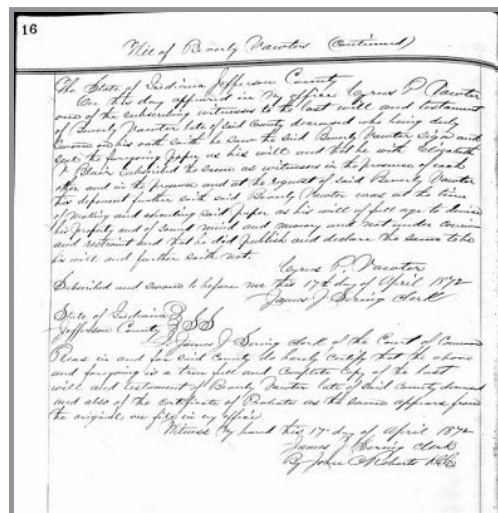 16
Will of Beverly Vawter (Continued)
The State of Indiana Jefferson County
On this day appeared in my office Cyrus P. Vawter
one of the subscribing witnesses to the last will and testament
of Beverly Vawter late of said County deceased who being duly
sworn on his oath saith he saw the said Beverly Vawter sign and
seal the foregoing paper as his will and that he with Elizabeth
Blair subscribed the same as witnesses in the presence of each
other and in the presence and at the request of said Beverly Vawter
this deponent further saith said Beverly Vawter was at the time
of making and executing said paper as his will of full age to devise
his property and of sound mind and memory and not under coercion
and restraint and that he did publish and declare the same to be
his will and further saith not.
Cyrus P. Vawter
Subscribed and sworn to before me this 17th day of April 1872
James J Sering Clerk
State of Indiana
Jefferson County SS
I James J Sering Clerk of the Court of Common
Pleas in and for said County do hereby certify that the above
and foregoing is a true full and complete copy of the last
will and testament of Beverly Vawter late of said County deceased
and also of the certificate of Probate as the same appears from
the original on file in my office
Witness my hand this 17th day of April 1872
James J Sering Clerk
By John Roberts